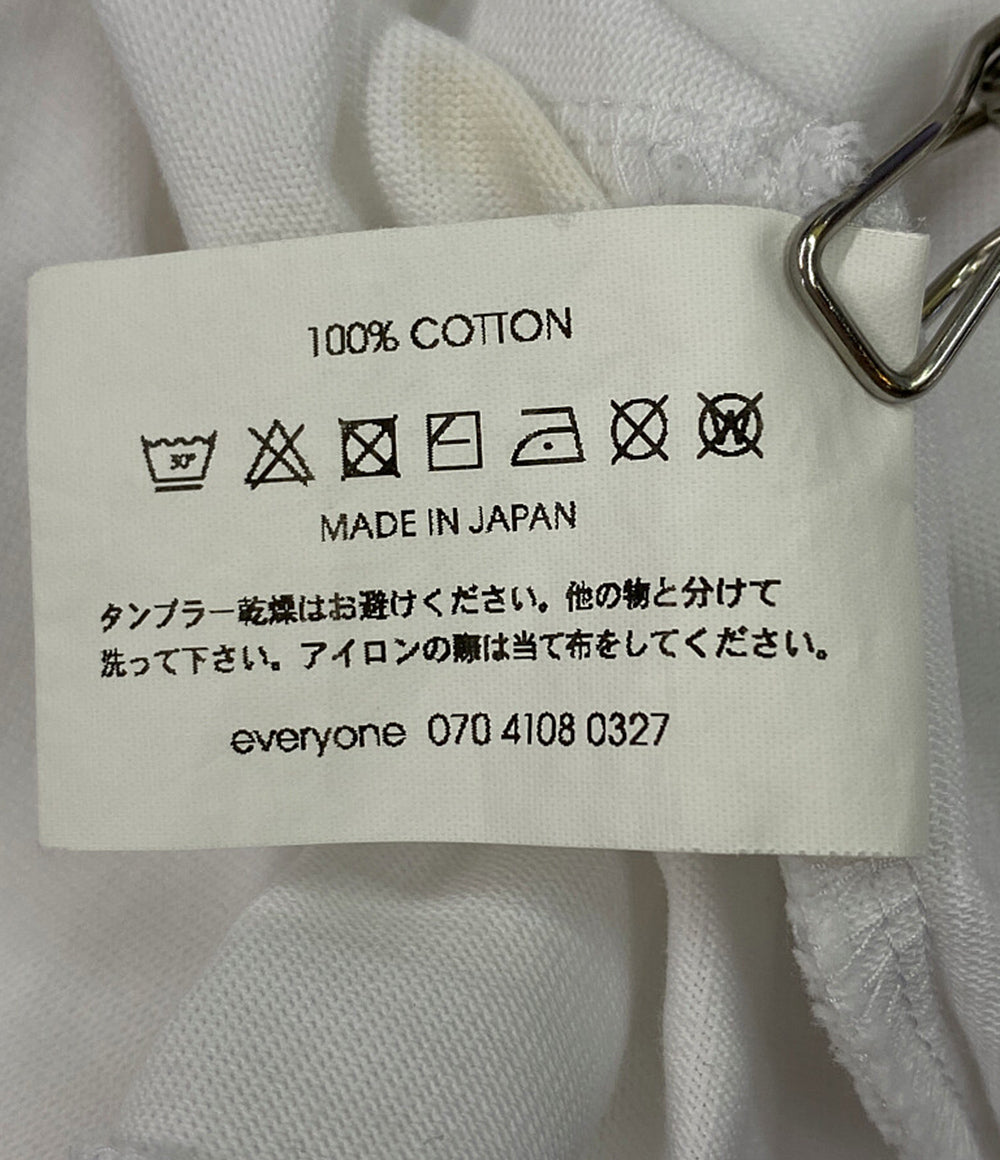 100% COTTON
30°
W
MADE IN JAPAN
タンブラー乾燥はお避けください。他の物と分けて
洗って下さい。アイロンの際は当て布をしてください。
everyone 070 4108 0327